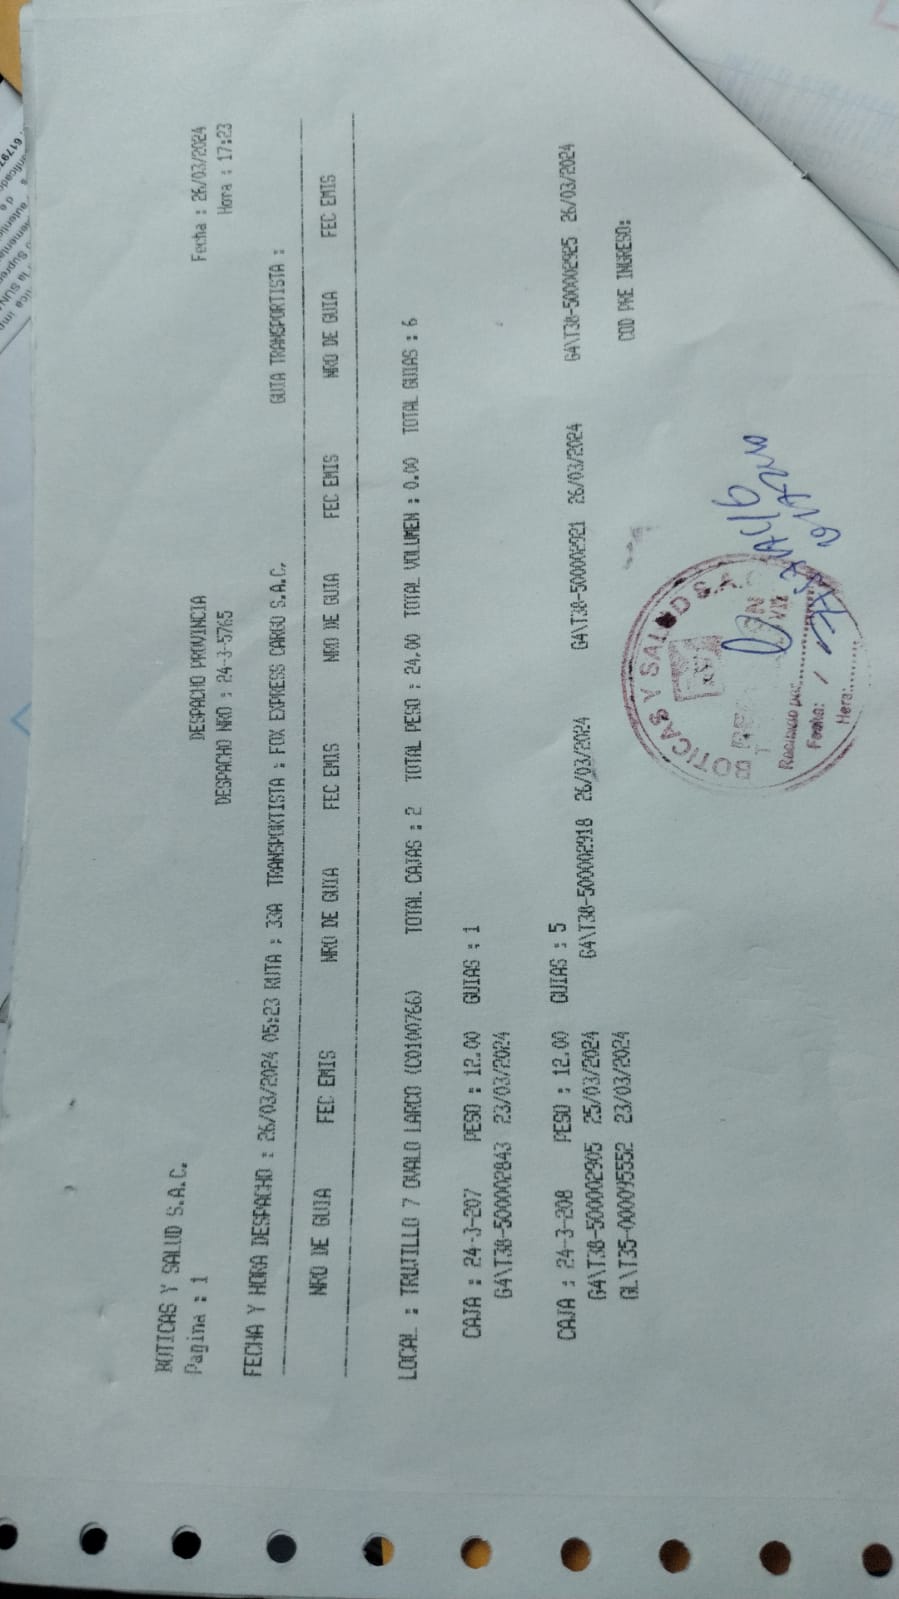 BOTICAS Y SALUD S.A.C.
Fecha : 26/03/2024
Pagina : 1
DESPACHO PROVINCIA
Hora : 17:23
DESPACHO NRO : 24-3-5765
FECHA Y HORA DESPACHO : 26/03/2024 05:23 RUTA : 33A TRANSPORTISTA : FOX EXPRESS CARGO S.A.C. GUIA TRANSPORTISTA :
NRO DE GUIA FEC EMIS NRO DE GUIA FEC EMIS NRO DE GUIA FEC EMIS NRO DE GUIA FEC EMIS
LOCAL : TRUJILLO 7 OVALO LARCO (C0100766) TOTAL CAJAS : 2 TOTAL PESO : 24.00 TOTAL VOLUMEN : 0.00 TOTAL GUIAS : 6
CAJA : 24-3-207 PESO : 12.00 GUIAS : 1
G4\T38-500002843 23/03/2024
CAJA : 24-3-208 PESO : 12.00 GUIAS : 5
G4\T38-500002905 25/03/2024 G4\T38-500002918 26/03/2024 G4\T38-500002921 26/03/2024 G4\T38-500002925 26/03/2024
GL\T35-000015552 23/03/2024
COD PRE INGRESO:
BOTICAS Y SALUD S.A.C.
Recibido por:
Fecha:
Hora: